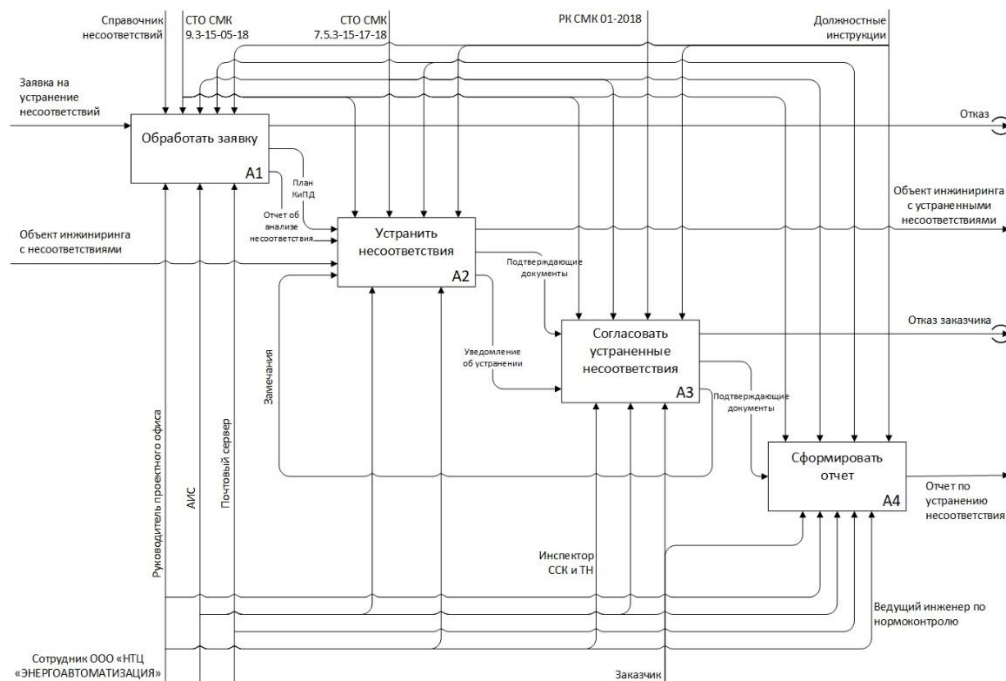 Справочник
несоответствий
СТО СМК
9.3-15-05-18
СТО СМК
7.5.3-15-17-18
РК СМК 01-2018
Должностные
инструкции
Заявка на
устранение
несоответствий
Обработать заявку
А1
Отказ
План
КиПД
Отчет об
анализе
несоответствия
Объект инжиниринга
с несоответствиями
Устранить
несоответствия
А2
Объект инжиниринга
с устраненными
несоответствиями
Подтверждающие
документы
Согласовать
устраненные
несоответствия
А3
Отказ заказчика
Уведомление
об устранении
Замечания
Подтверждающие
документы
Сформировать
отчет
А4
Отчет по
устранению
несоответствия
Руководитель проектного офиса
АИС
Почтовый сервер
Инспектор
ССК и ТН
Ведущий инженер по
нормоконтролю
Сотрудник ООО «НТЦ
«ЭНЕРГОАВТОМАТИЗАЦИЯ»
Заказчик